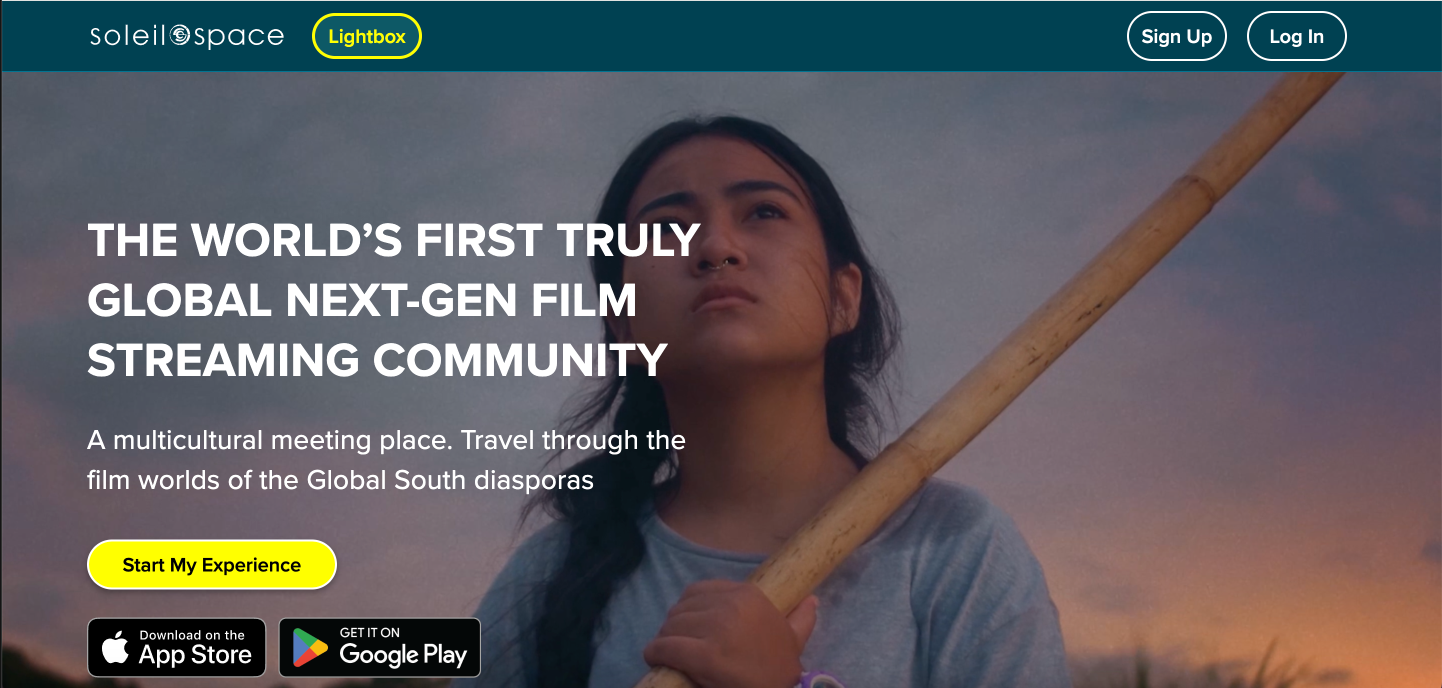 soleil space
Lightbox
Sign Up
Log In
THE WORLD’S FIRST TRULY
GLOBAL NEXT-GEN FILM
STREAMING COMMUNITY
A multicultural meeting place. Travel through the
film worlds of the Global South diasporas
Start My Experience
Download on the
App Store
GET IT ON
Google Play